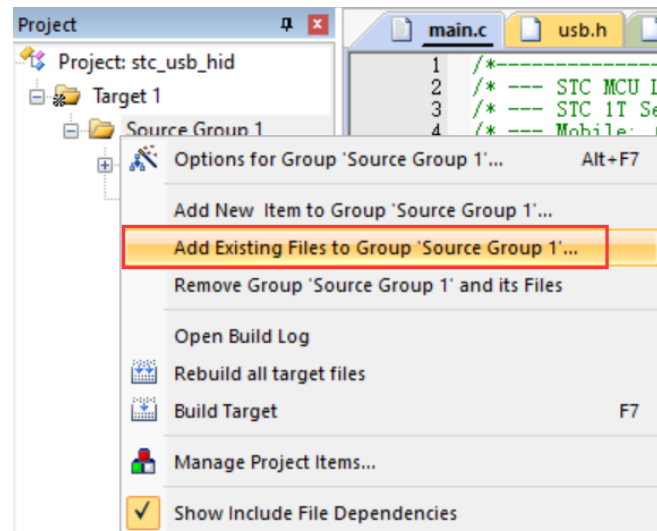 Project
main.c
usb.h
Project: stc_usb_hid
Target 1
Source Group 1
1 /*---------------
2 /* --- STC MCU
3 /* --- STC 1T Se
4 /* --- Mobile:
Options for Group 'Source Group 1'... Alt+F7
Add New Item to Group 'Source Group 1'...
Add Existing Files to Group 'Source Group 1'...
Remove Group 'Source Group 1' and its Files
Open Build Log
Rebuild all target files
Build Target F7
Manage Project Items...
Show Include File Dependencies